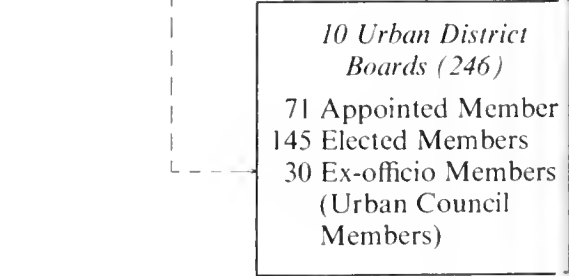 10 Urban District
Boards (246)
71 Appointed Member
145 Elected Members
30 Ex-officio Members
(Urban Council
Members)